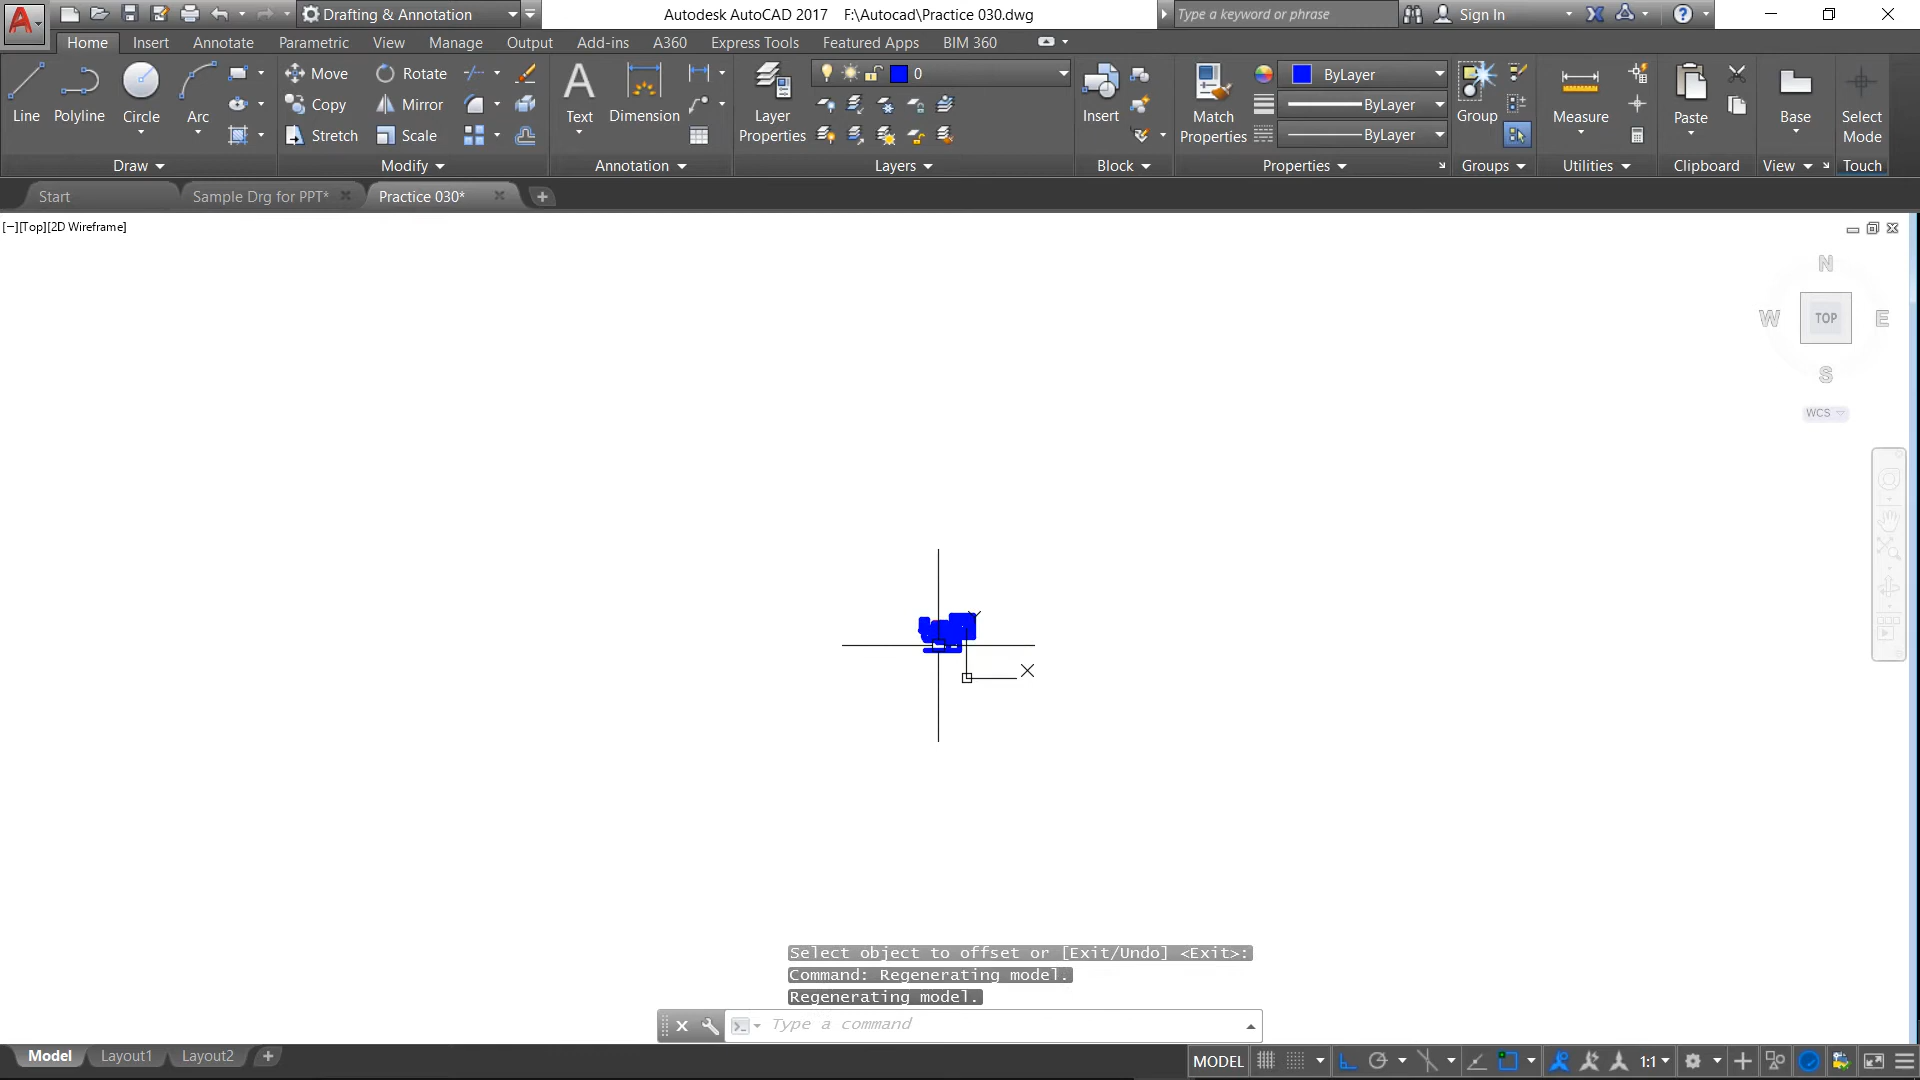 Drafting & Annotation
Autodesk AutoCAD 2017 F:\Autocad\Practice 030.dwg
Type a keyword or phrase
Sign In
Home Insert Annotate Parametric View Manage Output Add-ins A360 Express Tools Featured Apps BIM 360
Line Polyline Circle Arc
Move Rotate
Copy Mirror
Stretch Scale
Text Dimension
Layer Properties
0
Insert
Match Properties
ByLayer
ByLayer
ByLayer
Group Measure Paste Base
Select Mode
Draw Modify Annotation Layers Block Properties Groups Utilities Clipboard View Touch
Start Sample Drg for PPT* Practice 030*
[−][Top][2D Wireframe]
N
W TOP E
S
WCS
X
Select object to offset or [Exit/Undo] <Exit>:
Command: Regenerating model.
Regenerating model.
Type a command
Model Layout1 Layout2
MODEL 1:1